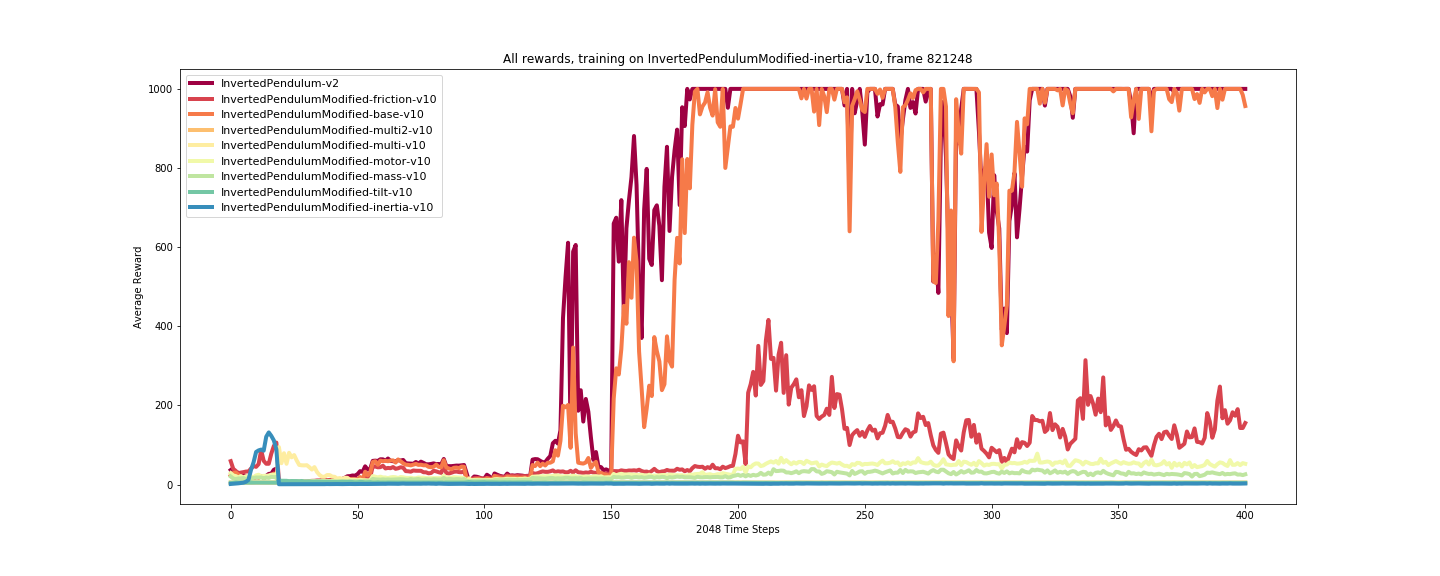 All rewards, training on InvertedPendulumModified-inertia-v10, frame 821248
InvertedPendulum-v2
InvertedPendulumModified-friction-v10
InvertedPendulumModified-base-v10
InvertedPendulumModified-multi2-v10
InvertedPendulumModified-multi-v10
InvertedPendulumModified-motor-v10
InvertedPendulumModified-mass-v10
InvertedPendulumModified-tilt-v10
InvertedPendulumModified-inertia-v10
1000
800
600
400
200
0
Average Reward
0 50 100 150 200 250 300 350 400
2048 Time Steps